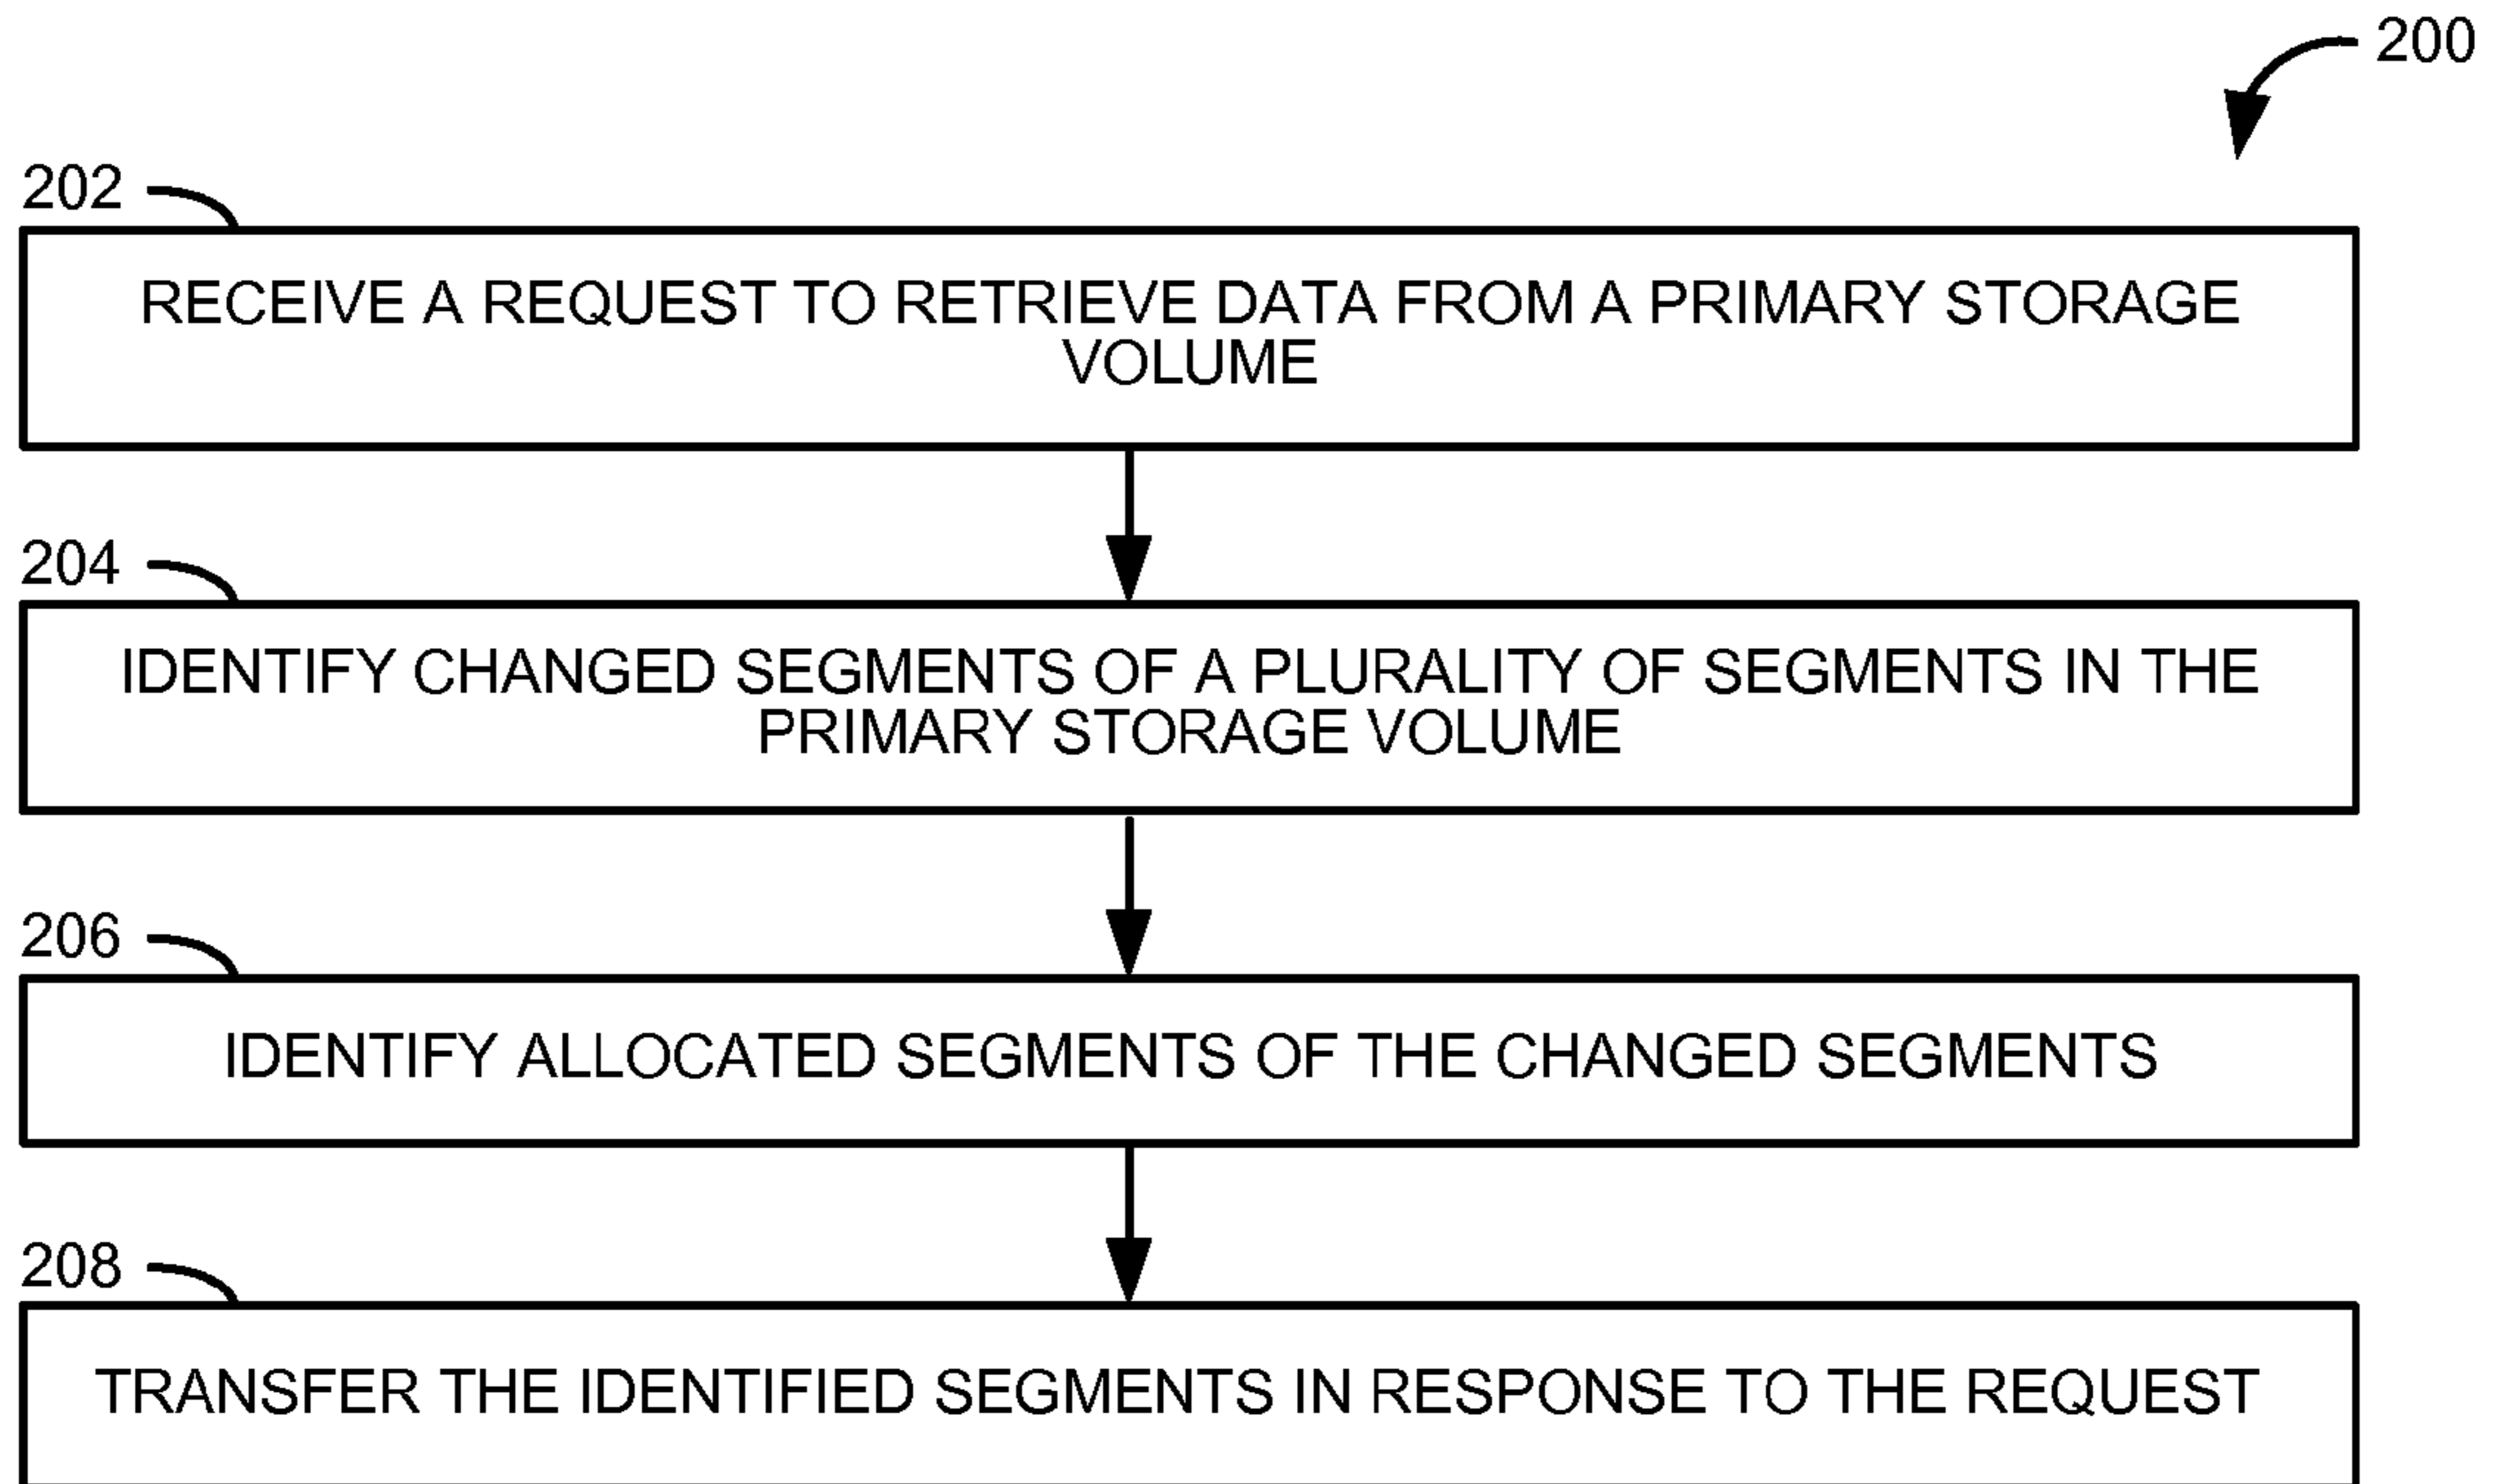 200
202
RECEIVE A REQUEST TO RETRIEVE DATA FROM A PRIMARY STORAGE
VOLUME
204
IDENTIFY CHANGED SEGMENTS OF A PLURALITY OF SEGMENTS IN THE
PRIMARY STORAGE VOLUME
206
IDENTIFY ALLOCATED SEGMENTS OF THE CHANGED SEGMENTS
208
TRANSFER THE IDENTIFIED SEGMENTS IN RESPONSE TO THE REQUEST